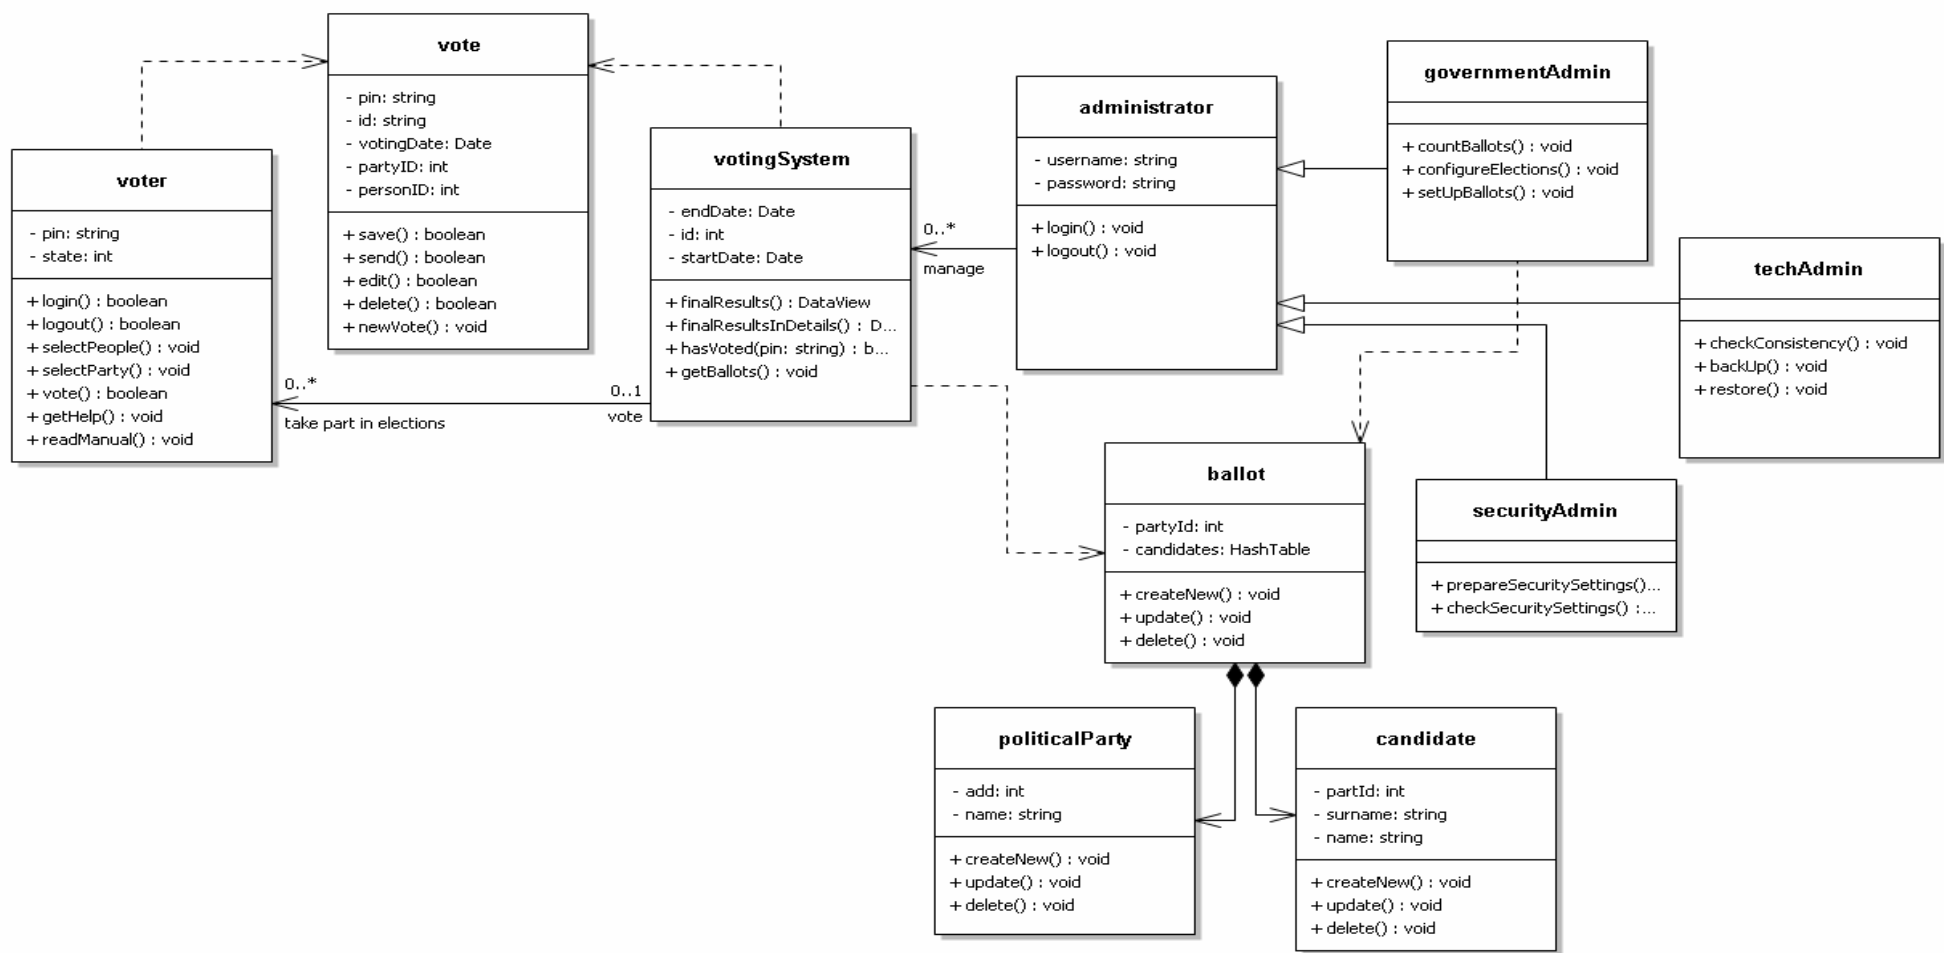 vote
- pin: string
- id: string
- votingDate: Date
- partyID: int
- personID: int
+ save() : boolean
+ send() : boolean
+ edit() : boolean
+ delete() : boolean
+ newVote() : void
voter
- pin: string
- state: int
+ login() : boolean
+ logout() : boolean
+ selectPeople() : void
+ selectParty() : void
+ vote() : boolean
+ getHelp() : void
+ readManual() : void
0..*
take part in elections
0..1
vote
votingSystem
- endDate: Date
- id: int
- startDate: Date
+ finalResults() : DataView
+ finalResultsInDetails() : D...
+ hasVoted(pin: string) : b...
+ getBallots() : void
0..*
manage
administrator
- username: string
- password: string
+ login() : void
+ logout() : void
governmentAdmin
+ countBallots() : void
+ configureElections() : void
+ setUpBallots() : void
techAdmin
+ checkConsistency() : void
+ backUp() : void
+ restore() : void
securityAdmin
+ prepareSecuritySettings()...
+ checkSecuritySettings() :...
ballot
- partyId: int
- candidates: HashTable
+ createNew() : void
+ update() : void
+ delete() : void
politicalParty
- add: int
- name: string
+ createNew() : void
+ update() : void
+ delete() : void
candidate
- partId: int
- surname: string
- name: string
+ createNew() : void
+ update() : void
+ delete() : void